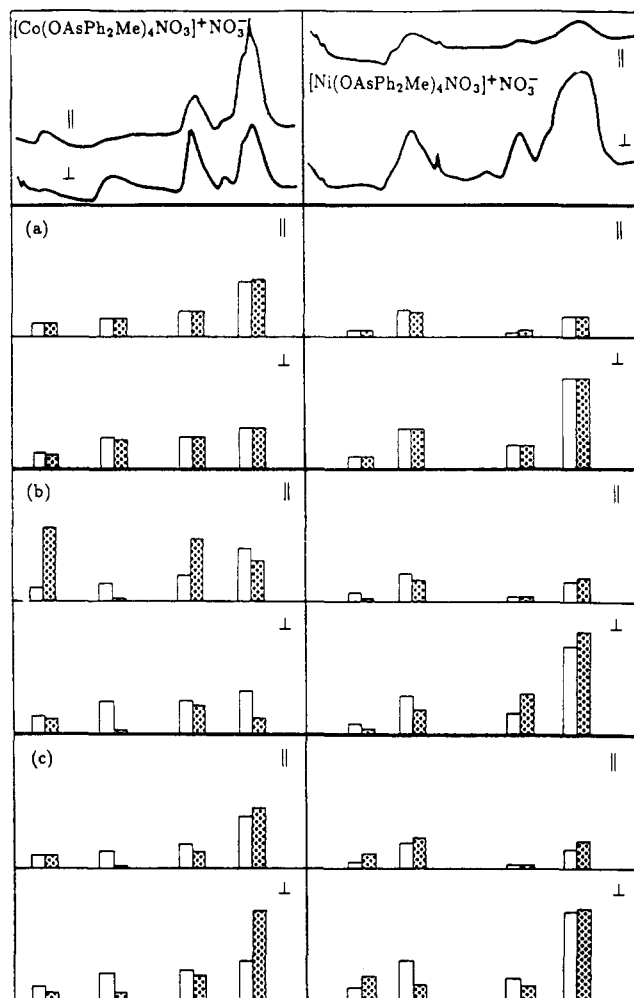 [Co(OAsPh₂Me)₄NO₃]⁺NO₃⁻
∥
⊥
∥
[Ni(OAsPh₂Me)₄NO₃]⁺NO₃⁻
⊥
(a) ∥ ∥
⊥ ⊥
(b) ∥ ∥
⊥ ⊥
(c) ∥ ∥
⊥ ⊥